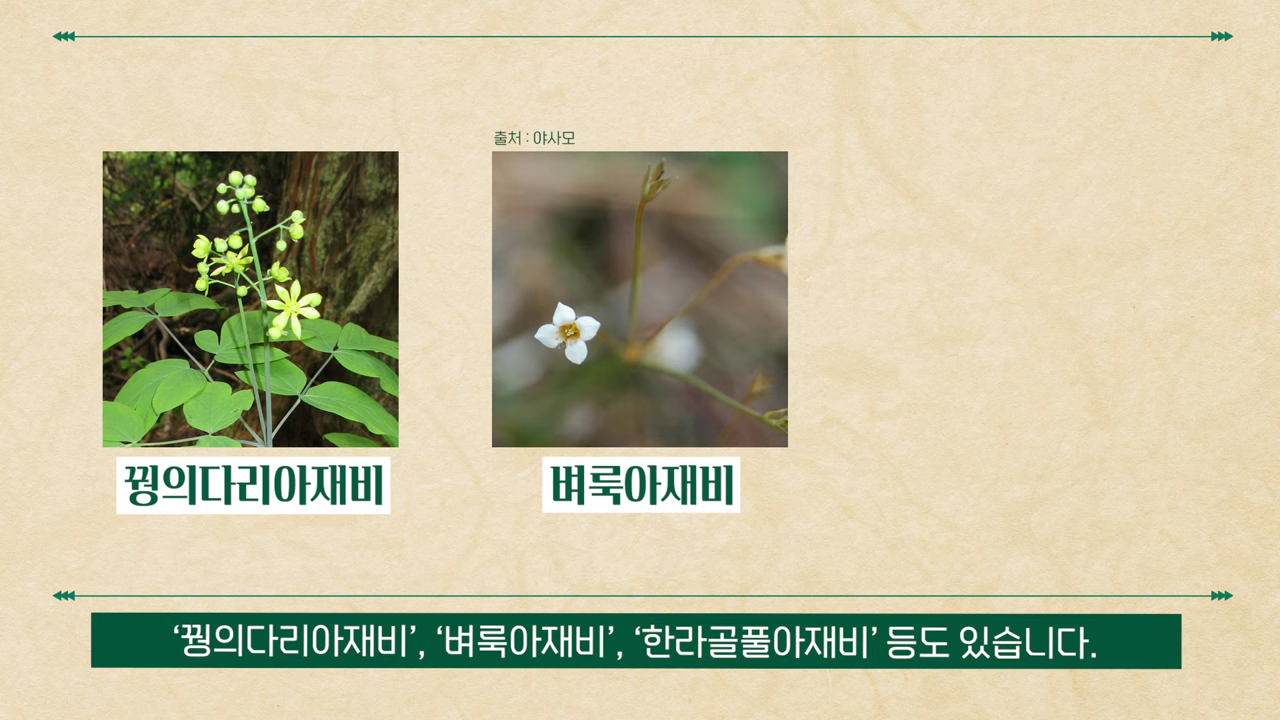 출처 : 야사모
꿩의다리아재비
벼룩아재비
‘꿩의다리아재비’, ‘벼룩아재비’, ‘한라골풀아재비’ 등도 있습니다.